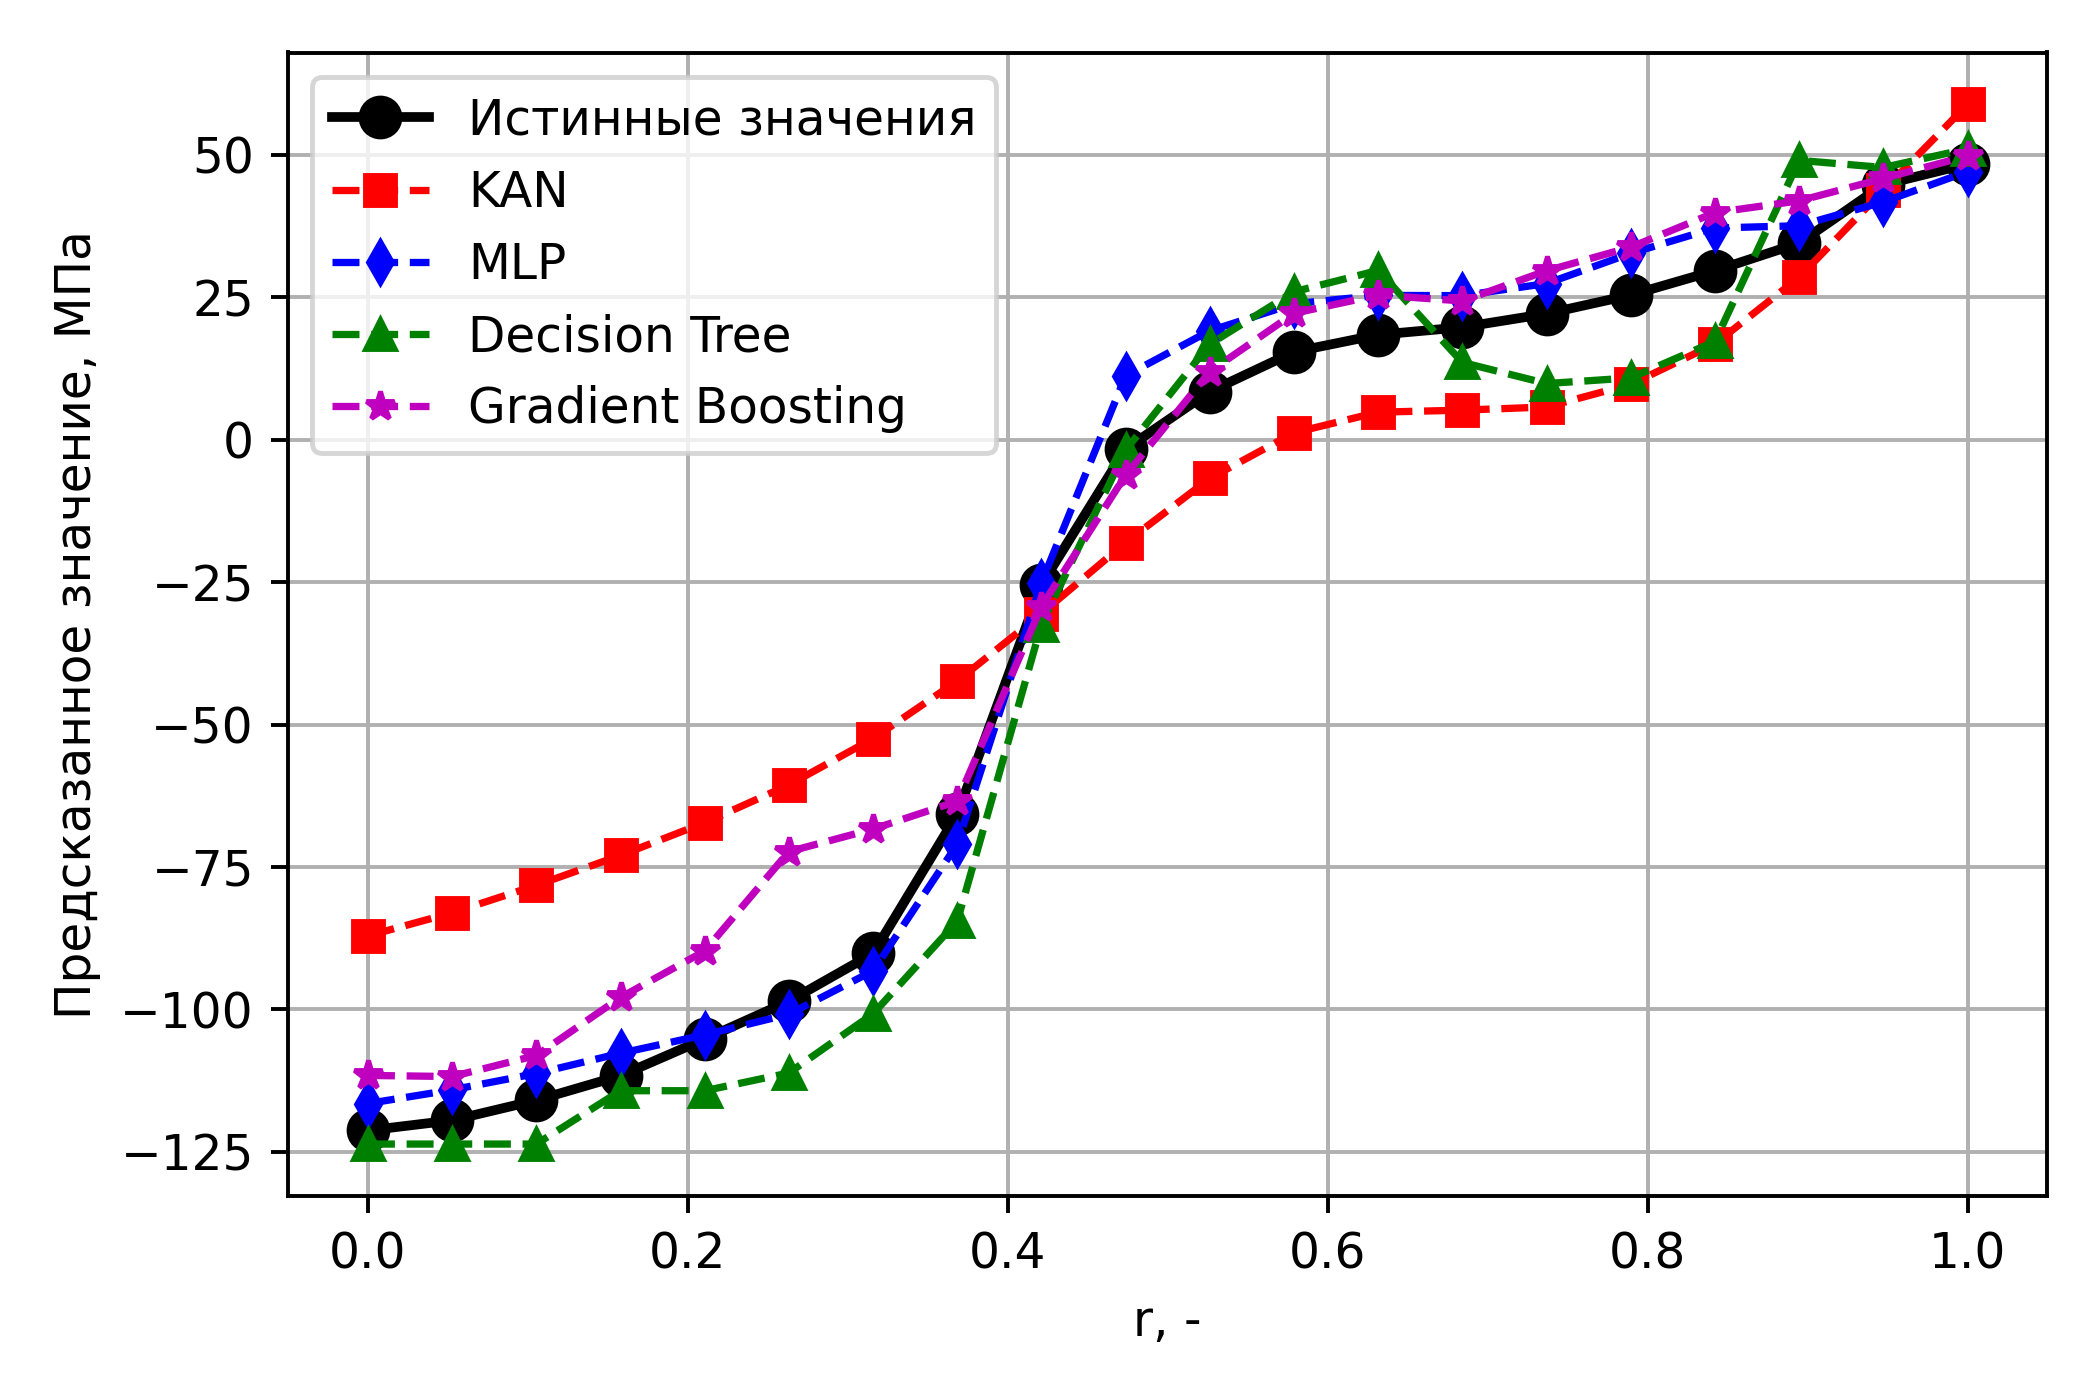 Истинные значения
KAN
MLP
Decision Tree
Gradient Boosting
Предсказанное значение, МПа
50
25
0
−25
−50
−75
−100
−125
0.0 0.2 0.4 0.6 0.8 1.0
r, -